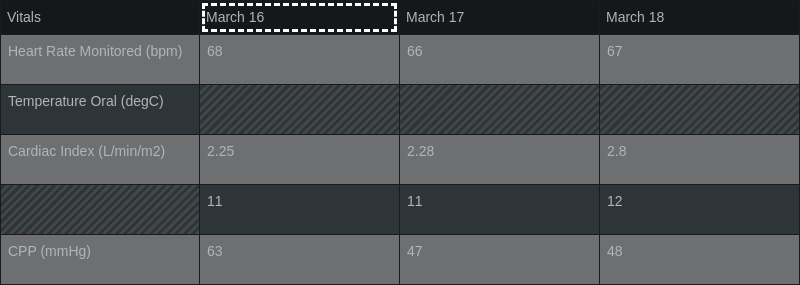 Vitals March 16 March 17 March 18
Heart Rate Monitored (bpm) 68 66 67
Temperature Oral (degC)
Cardiac Index (L/min/m2) 2.25 2.28 2.8
11 11 12
CPP (mmHg) 63 47 48